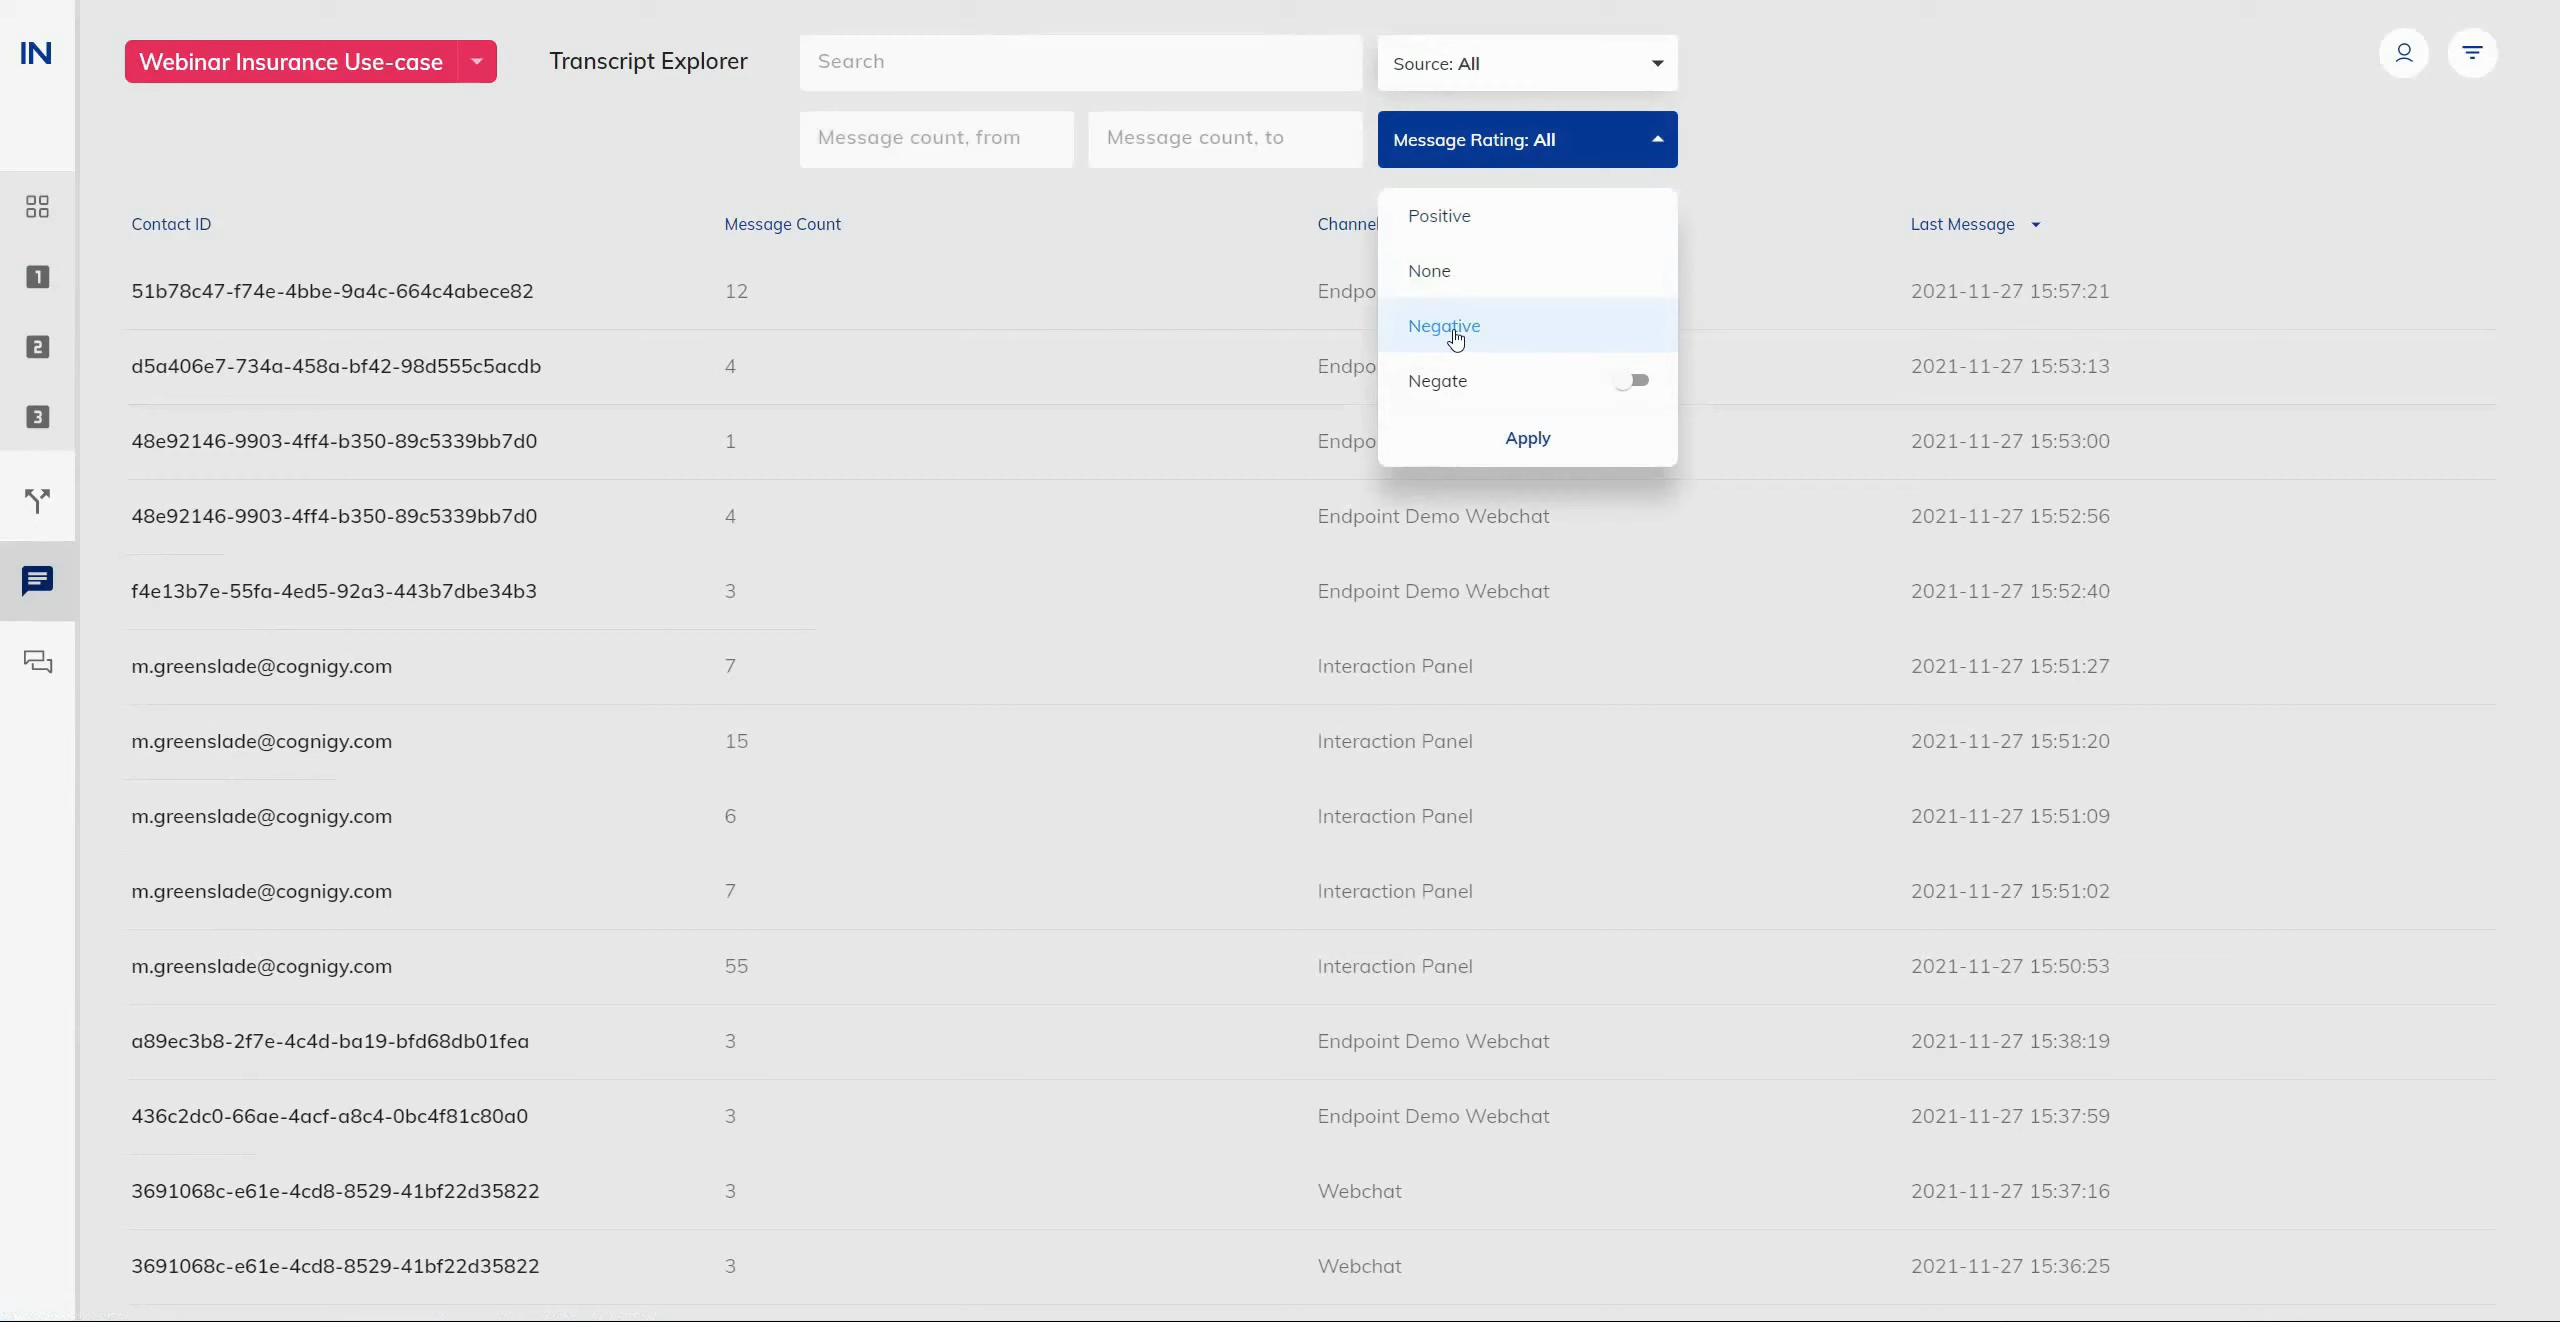 IN
Webinar Insurance Use-case
Transcript Explorer
Search
Source: All
Message count, from
Message count, to
Message Rating: All
Positive
None
Negative
Negate
Apply
Contact ID Message Count Channel Last Message
51b78c47-f74e-4bbe-9a4c-664c4abece82 12 Endpo 2021-11-27 15:57:21
d5a406e7-734a-458a-bf42-98d555c5acdb 4 Endpo 2021-11-27 15:53:13
48e92146-9903-4ff4-b350-89c5339bb7d0 1 Endpo 2021-11-27 15:53:00
48e92146-9903-4ff4-b350-89c5339bb7d0 4 Endpoint Demo Webchat 2021-11-27 15:52:56
f4e13b7e-55fa-4ed5-92a3-443b7dbe34b3 3 Endpoint Demo Webchat 2021-11-27 15:52:40
m.greenslade@cognigy.com 7 Interaction Panel 2021-11-27 15:51:27
m.greenslade@cognigy.com 15 Interaction Panel 2021-11-27 15:51:20
m.greenslade@cognigy.com 6 Interaction Panel 2021-11-27 15:51:09
m.greenslade@cognigy.com 7 Interaction Panel 2021-11-27 15:51:02
m.greenslade@cognigy.com 55 Interaction Panel 2021-11-27 15:50:53
a89ec3b8-2f7e-4c4d-ba19-bfd68db01fea 3 Endpoint Demo Webchat 2021-11-27 15:38:19
436c2dc0-66ae-4acf-a8c4-0bc4f81c80a0 3 Endpoint Demo Webchat 2021-11-27 15:37:59
3691068c-e61e-4cd8-8529-41bf22d35822 3 Webchat 2021-11-27 15:37:16
3691068c-e61e-4cd8-8529-41bf22d35822 3 Webchat 2021-11-27 15:36:25
1
2
3